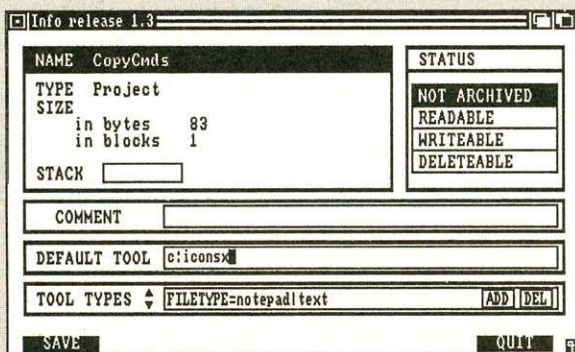 Info release 1.3
NAME CopyCmds
TYPE Project
SIZE
in bytes 83
in blocks 1
STACK
STATUS
NOT ARCHIVED
READABLE
WRITEABLE
DELETEABLE
COMMENT
DEFAULT TOOL c:iconsx
TOOL TYPES FILETYPE=notepad|text ADD DEL
SAVE QUIT